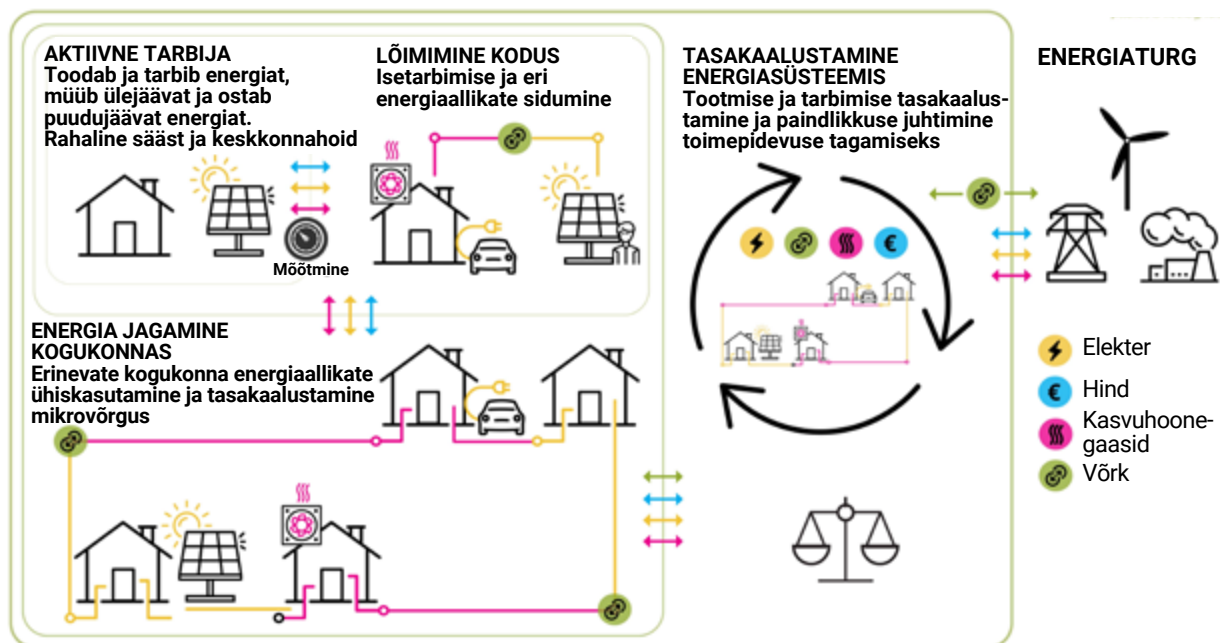 AKTIIVNE TARBIJA
Toodab ja tarbib energiat,
müüb ülejäävat ja ostab
puudujäävat energiat.
Rahaline sääst ja keskkonnahoid
Mõõtmine
LÕIMIMINE KODUS
Isetarbimise ja eri
energiaallikate sidumine
ENERGIA JAGAMINE
KOGUKONNAS
Erinevate kogukonna energiaallikate
ühiskasutamine ja tasakaalustamine
mikrovõrgus
TASAKAALUSTAMINE
ENERGIASÜSTEEMIS
Tootmise ja tarbimise tasakaalus-
tamine ja paindlikkuse juhtimine
toimepidevuse tagamiseks
€
ENERGIATURG
Elekter
€ Hind
Kasvuhoone-
gaasid
Võrk